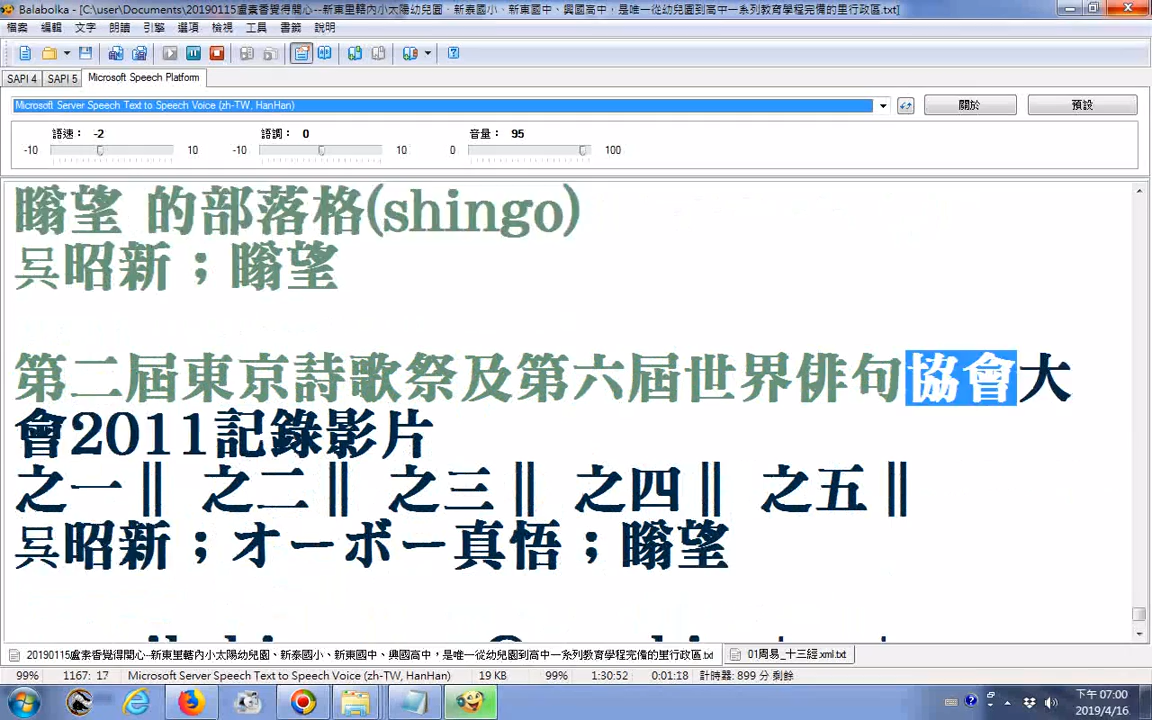 Balabolka - [C:\user\Documents\20190115盧素香覺得開心--新東里轄內小太陽幼兒園、新泰國小、新東國中、興國高中，是唯一從幼兒園到高中一系列教育學程完備的里行政區.txt]
檔案 編輯 文字 朗讀 引擎 選項 檢視 工具 書籤 說明
SAPI 4 SAPI 5 Microsoft Speech Platform
Microsoft Server Speech Text to Speech Voice (zh-TW, HanHan) 關於 預設
語速： -2 語調： 0 音量： 95
-10 10 -10 10 0 100
瞈望 的部落格(shingo)
吳昭新；瞈望
第二屆東京詩歌祭及第六屆世界俳句協會大
會2011記錄影片
之一∥ 之二∥ 之三∥ 之四∥ 之五∥
吳昭新；オーボー真悟；瞈望
20190115盧素香覺得開心--新東里轄內小太陽幼兒園、新泰國小、新東國中、興國高中，是唯一從幼兒園到高中一系列教育學程完備的里行政區.txt 01周易_十三經.xml.txt
99% 1167: 17 Microsoft Server Speech Text to Speech Voice (zh-TW, HanHan) 19 KB 99% 1:30:52 0:01:18 計時器: 899 分 剩餘
下午 07:00
2019/4/16